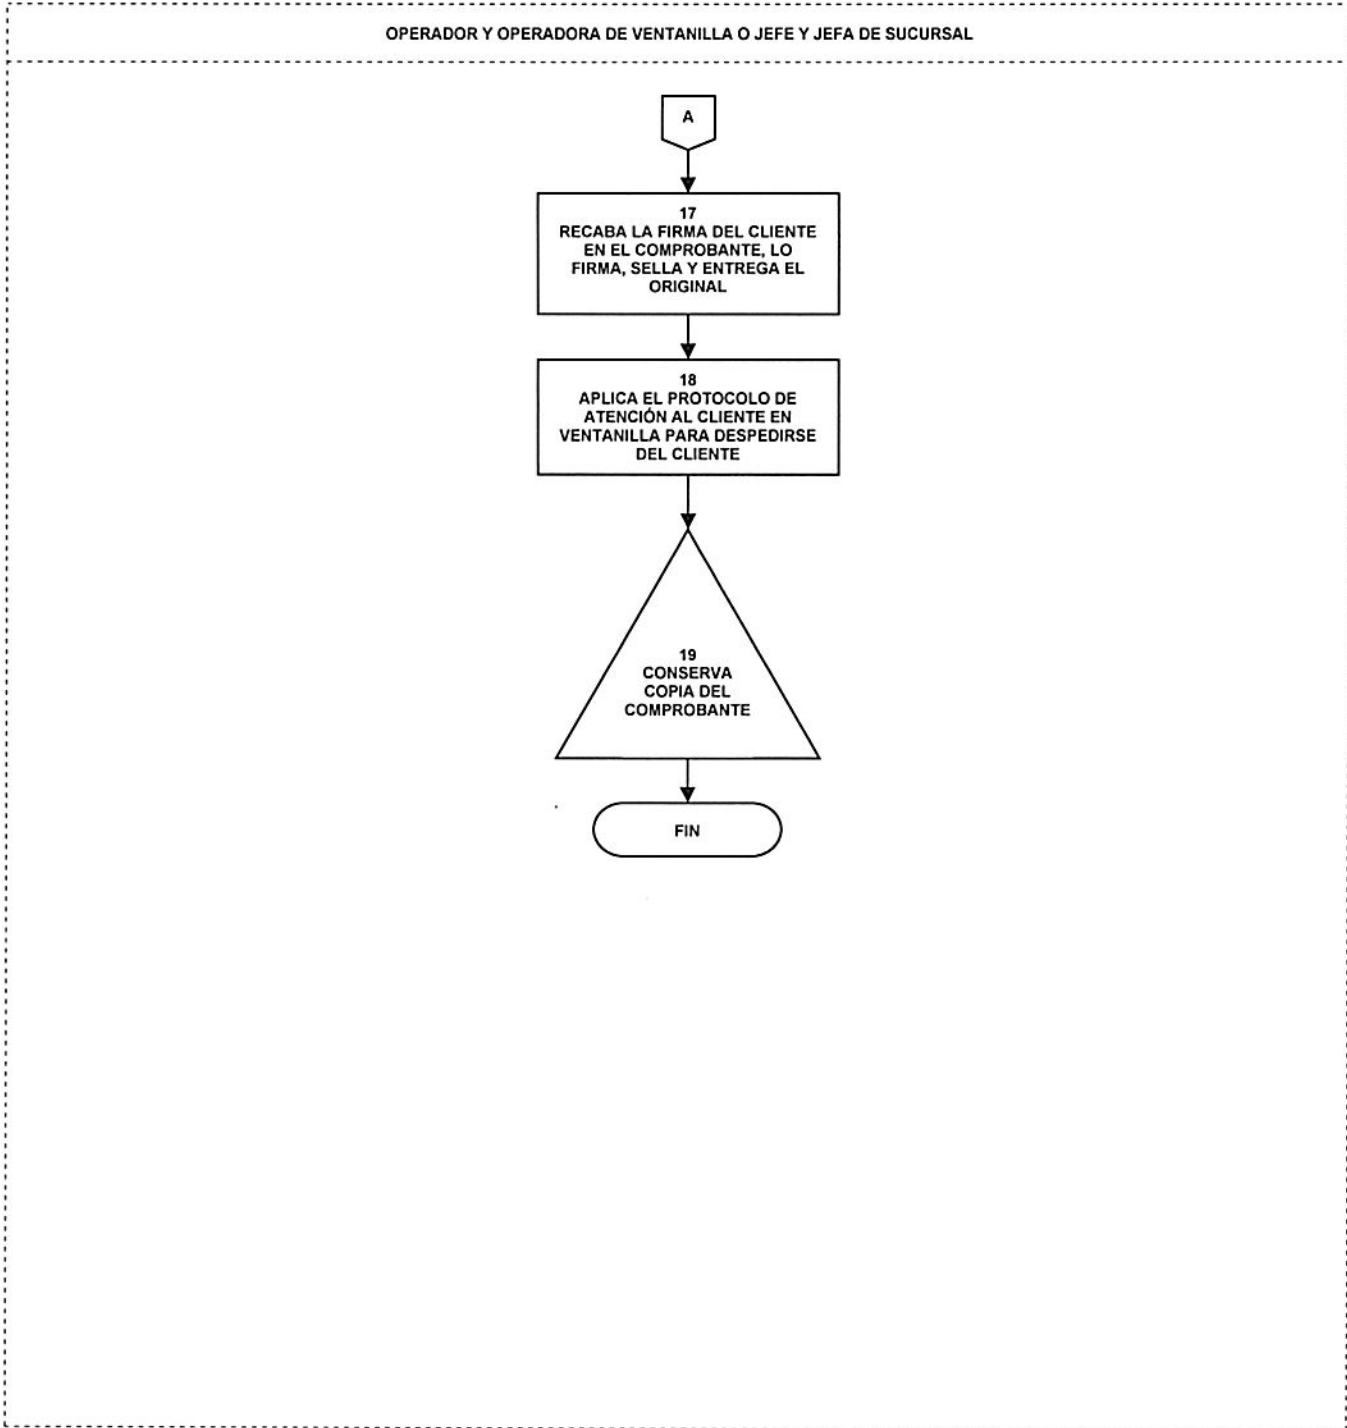 OPERADOR Y OPERADORA DE VENTANILLA O JEFE Y JEFA DE SUCURSAL
A
17
RECABA LA FIRMA DEL CLIENTE
EN EL COMPROBANTE, LO
FIRMA, SELLA Y ENTREGA EL
ORIGINAL
18
APLICA EL PROTOCOLO DE
ATENCIÓN AL CLIENTE EN
VENTANILLA PARA DESPEDIRSE
DEL CLIENTE
19
CONSERVA
COPIA DEL
COMPROBANTE
FIN